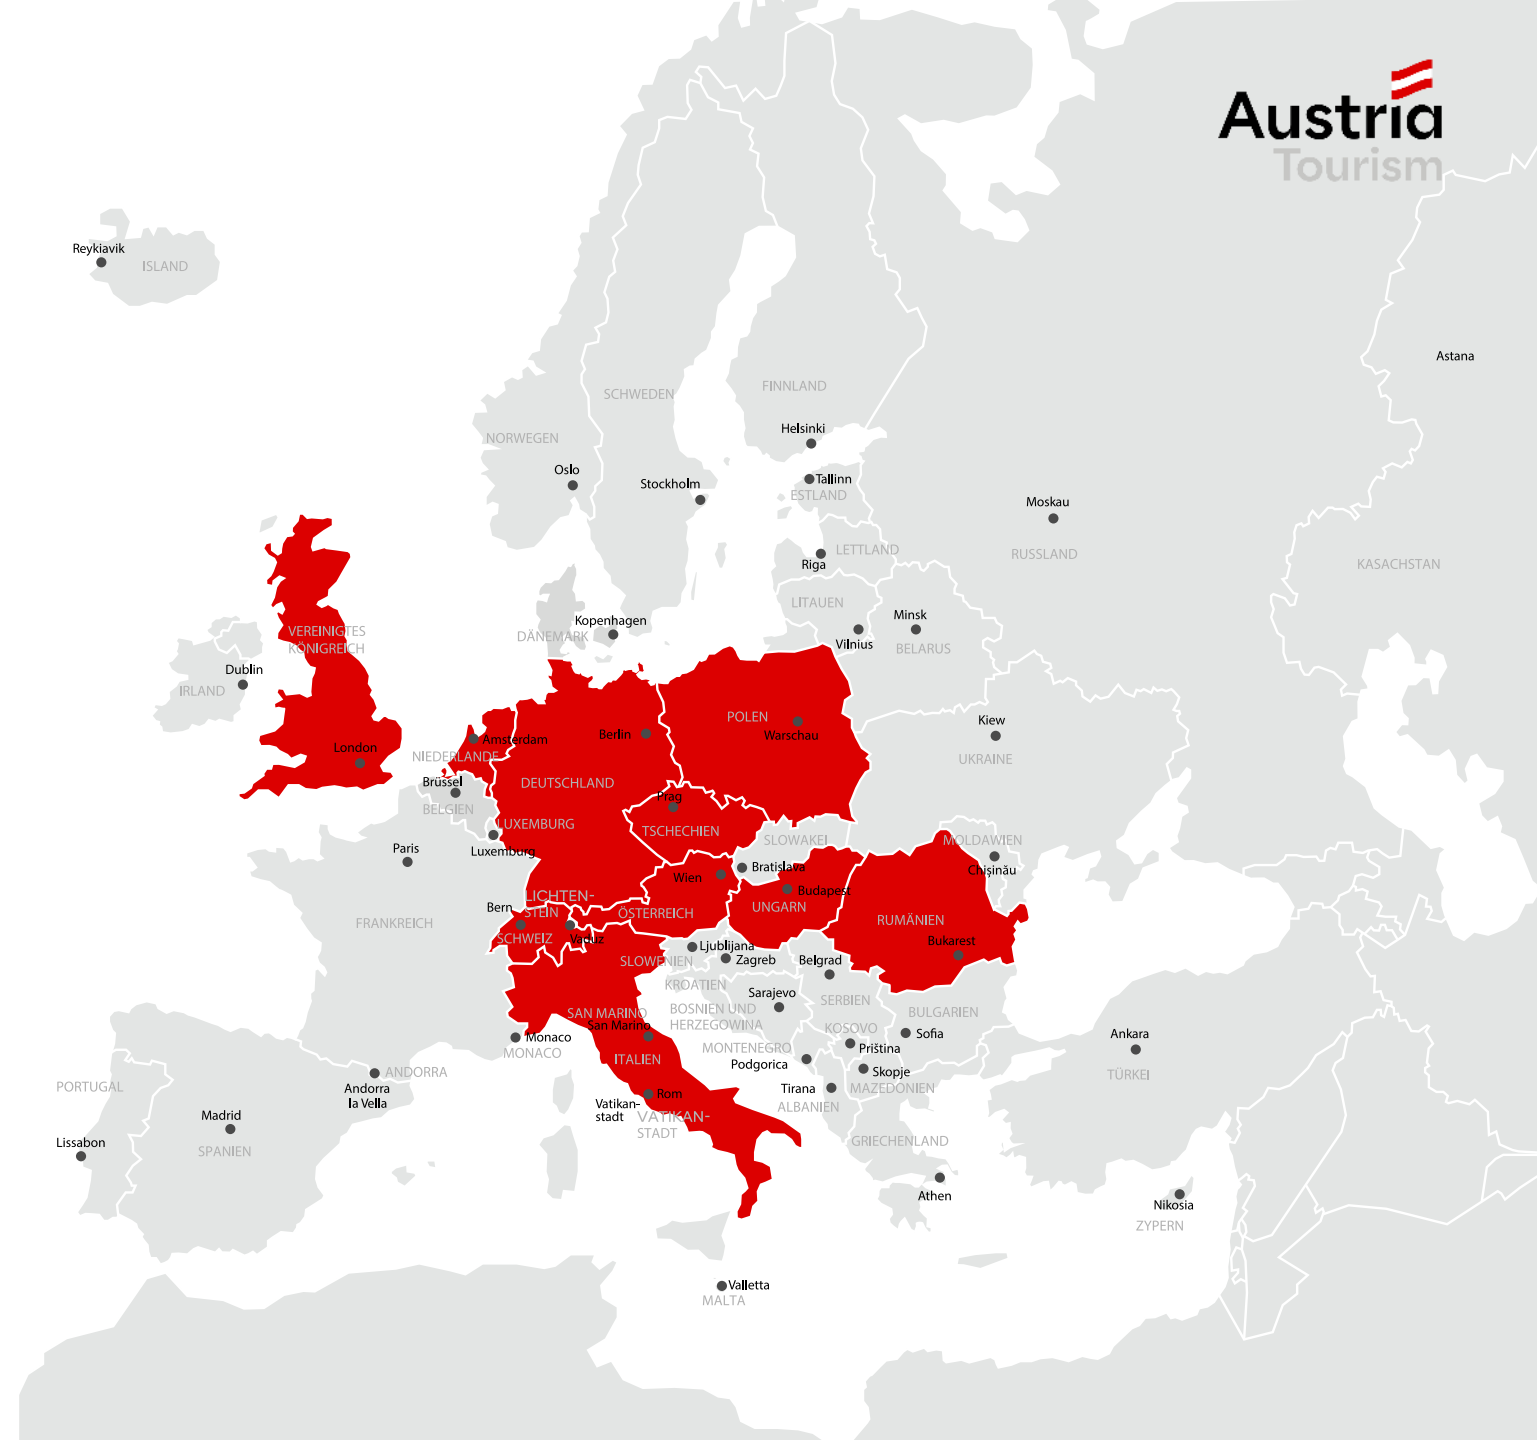 Austria
Tourism
Reykiavik
ISLAND
Astana
SCHWEDEN
FINNLAND
Helsinki
NORWEGEN
Oslo
Stockholm
Tallinn
ESTLAND
Moskau
RUSSLAND
LETTLAND
Riga
KASACHSTAN
LITAUEN
Minsk
Vilnius
BELARUS
Kopenhagen
DÄNEMARK
VEREINIGTES
KÖNIGREICH
Dublin
IRLAND
POLEN
Warschau
Kiew
UKRAINE
London
Amsterdam
NIEDERLANDE
Berlin
DEUTSCHLAND
Brüssel
BELGIEN
Prag
TSCHECHIEN
LUXEMBURG
Luxemburg
SLOWAKEI
MOLDAWIEN
Chişinău
Paris
Bratislava
Wien
Budapest
UNGARN
LICHTEN-
STEIN
Bern
ÖSTERREICH
RUMÄNIEN
FRANKREICH
SCHWEIZ
Vaduz
Bukarest
Ljublijana
SLOWENIEN
Zagreb
Belgrad
KROATIEN
Sarajevo
SERBIEN
BOSNIEN UND
HERZEGOWINA
SAN MARINO
San Marino
BULGARIEN
KOSOVO
Sofia
Monaco
MONACO
Ankara
TÜRKEI
MONTENEGRO
Priština
Podgorica
ITALIEN
Skopje
MAZEDONIEN
ANDORRA
Andorra
la Vella
PORTUGAL
Tirana
ALBANIEN
Rom
Vatikan-
stadt
VATIKAN-
STADT
Madrid
SPANIEN
Lissabon
GRIECHENLAND
Athen
Nikosia
ZYPERN
Valletta
MALTA